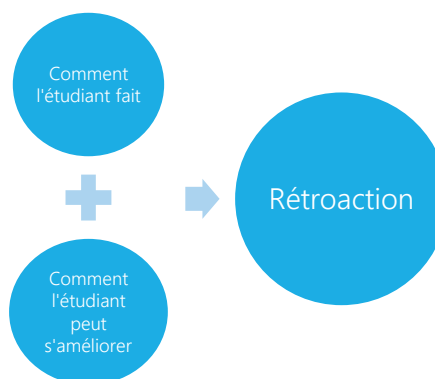 Comment
l'étudiant fait
Comment
l'étudiant
peut
s'améliorer
Rétroaction